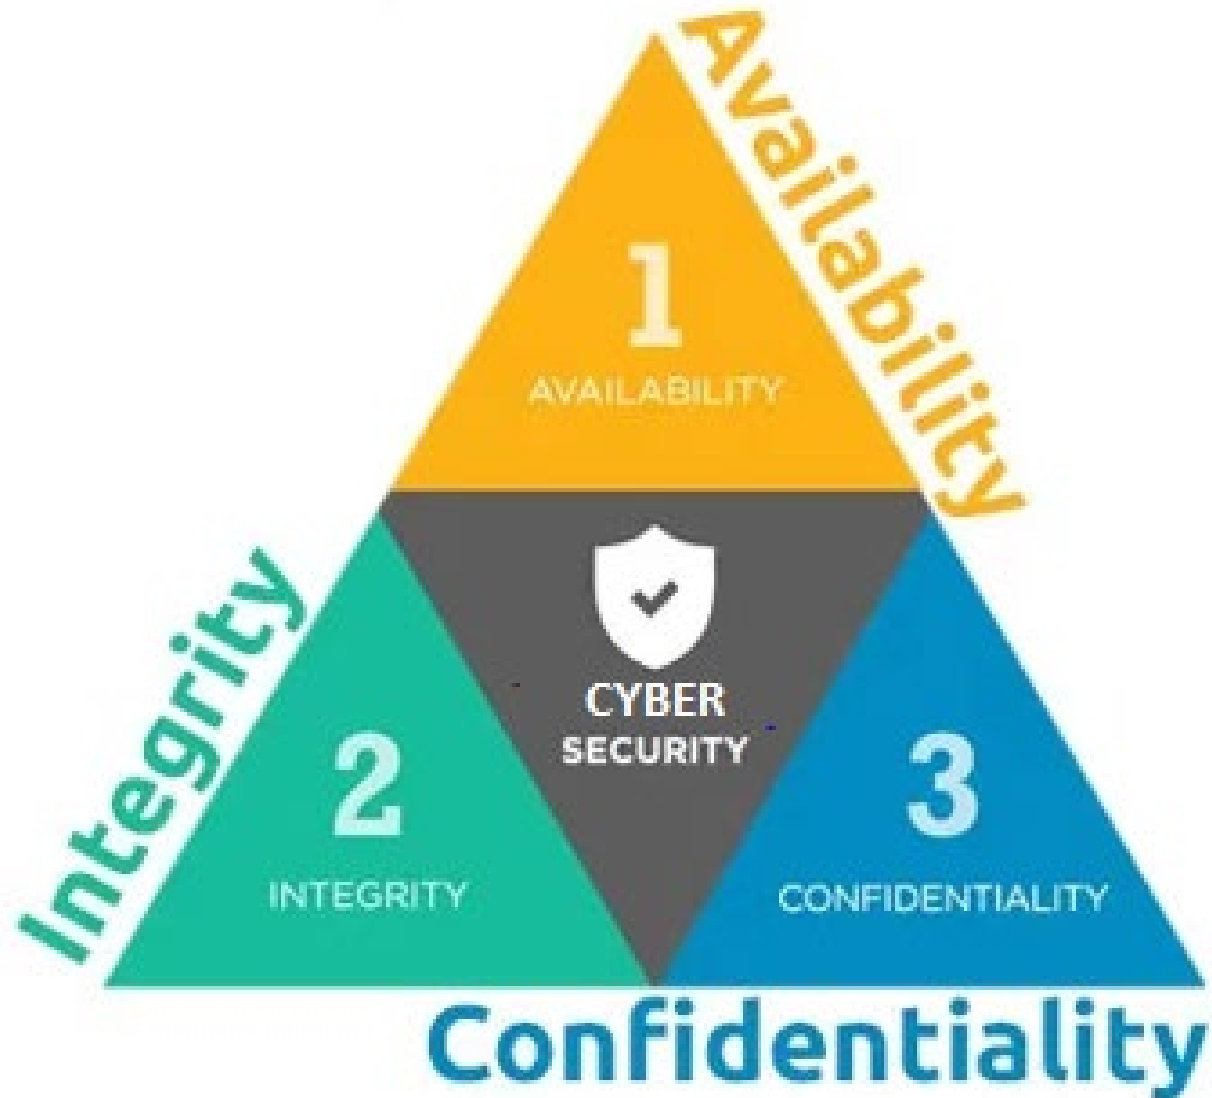 Availability
1
AVAILABILITY
Integrity
CYBER
SECURITY
2
INTEGRITY
3
CONFIDENTIALITY
Confidentiality